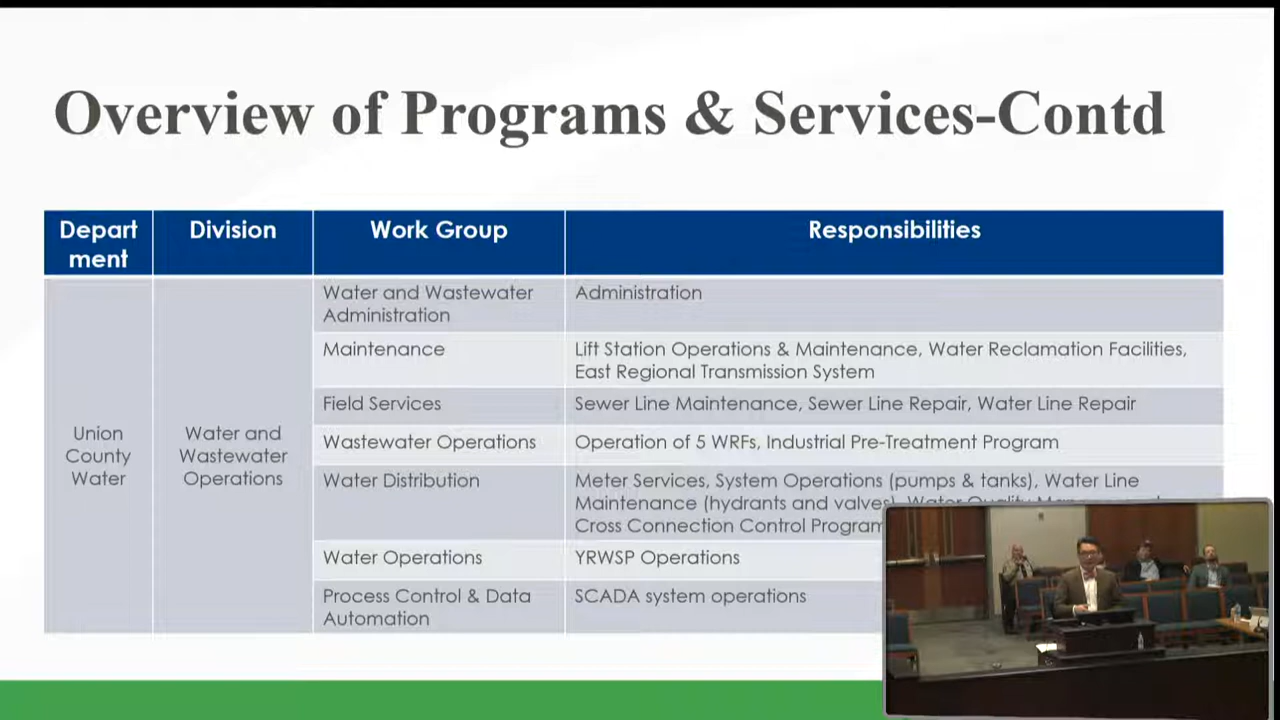 Overview of Programs & Services-Contd
Depart
ment
Division
Work Group
Responsibilities
Union
County
Water
Water and
Wastewater
Operations
Water and Wastewater
Administration
Administration
Maintenance
Lift Station Operations & Maintenance, Water Reclamation Facilities,
East Regional Transmission System
Field Services
Sewer Line Maintenance, Sewer Line Repair, Water Line Repair
Wastewater Operations
Operation of 5 WRFs, Industrial Pre-Treatment Program
Water Distribution
Meter Services, System Operations (pumps & tanks), Water Line
Maintenance (hydrants and valves), Water Quality
Cross Connection Control Program
Water Operations
YRWSP Operations
Process Control & Data
Automation
SCADA system operations